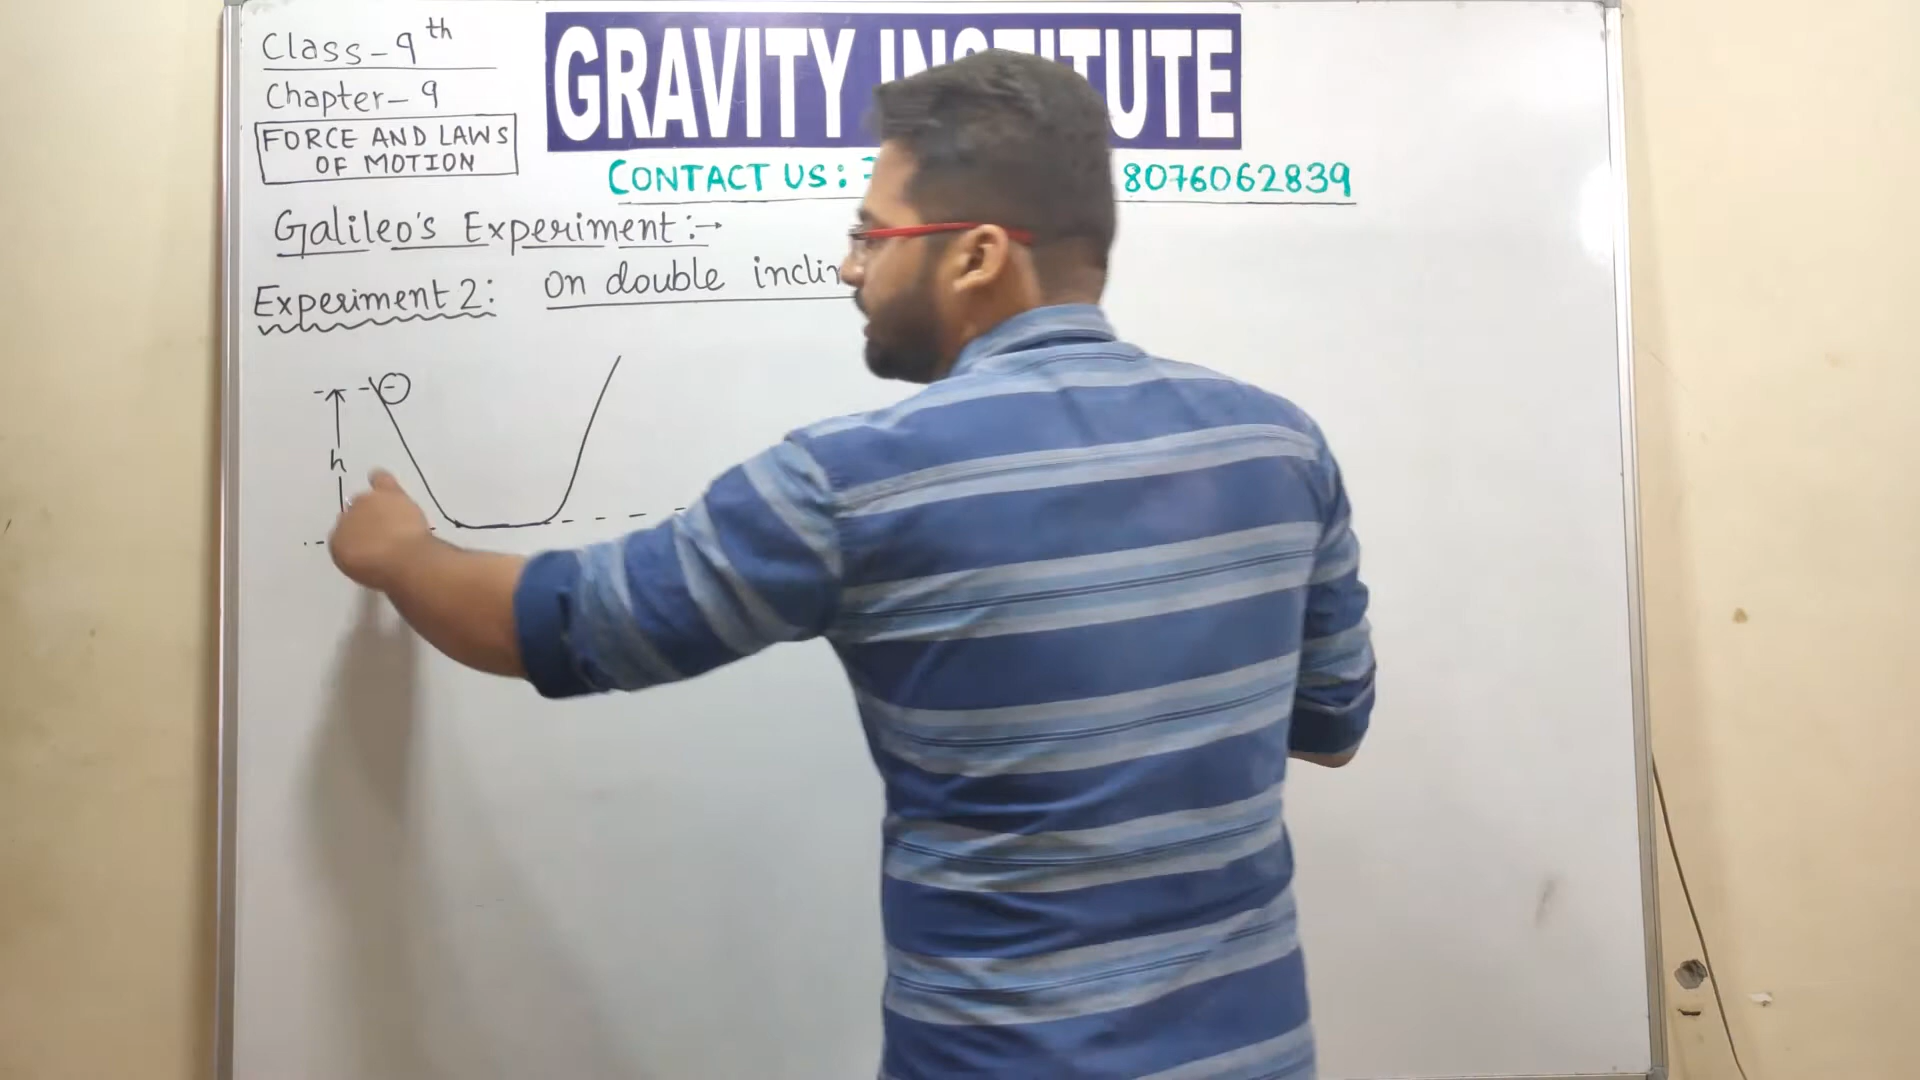 Class-9th
Chapter-9
FORCE AND LAWS
OF MOTION
GRAVITY
CONTACT US: 8076062839
Galileo's Experiment :-→
Experiment 2: on double
h